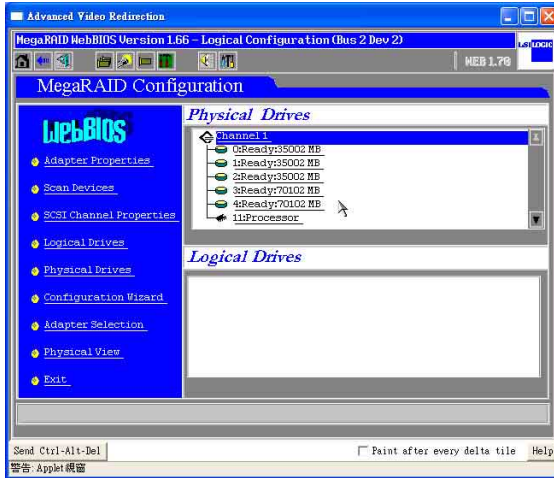 Advanced Video Redirection
MegaRAID WebBIOS Version 1.66 - Logical Configuration (Bus 2 Dev 2)
LSI LOGIC
WEB 1.70
MegaRAID Configuration
WebBIOS
Adapter Properties
Scan Devices
SCSI Channel Properties
Logical Drives
Physical Drives
Configuration Wizard
Adapter Selection
Physical View
Exit
Physical Drives
Channel 1
0:Ready:35002 MB
1:Ready:35002 MB
2:Ready:35002 MB
3:Ready:70102 MB
4:Ready:70102 MB
11:Processor
Logical Drives
Send Ctrl-Alt-Del
Paint after every delta tile
Help
警告: Applet 視窗